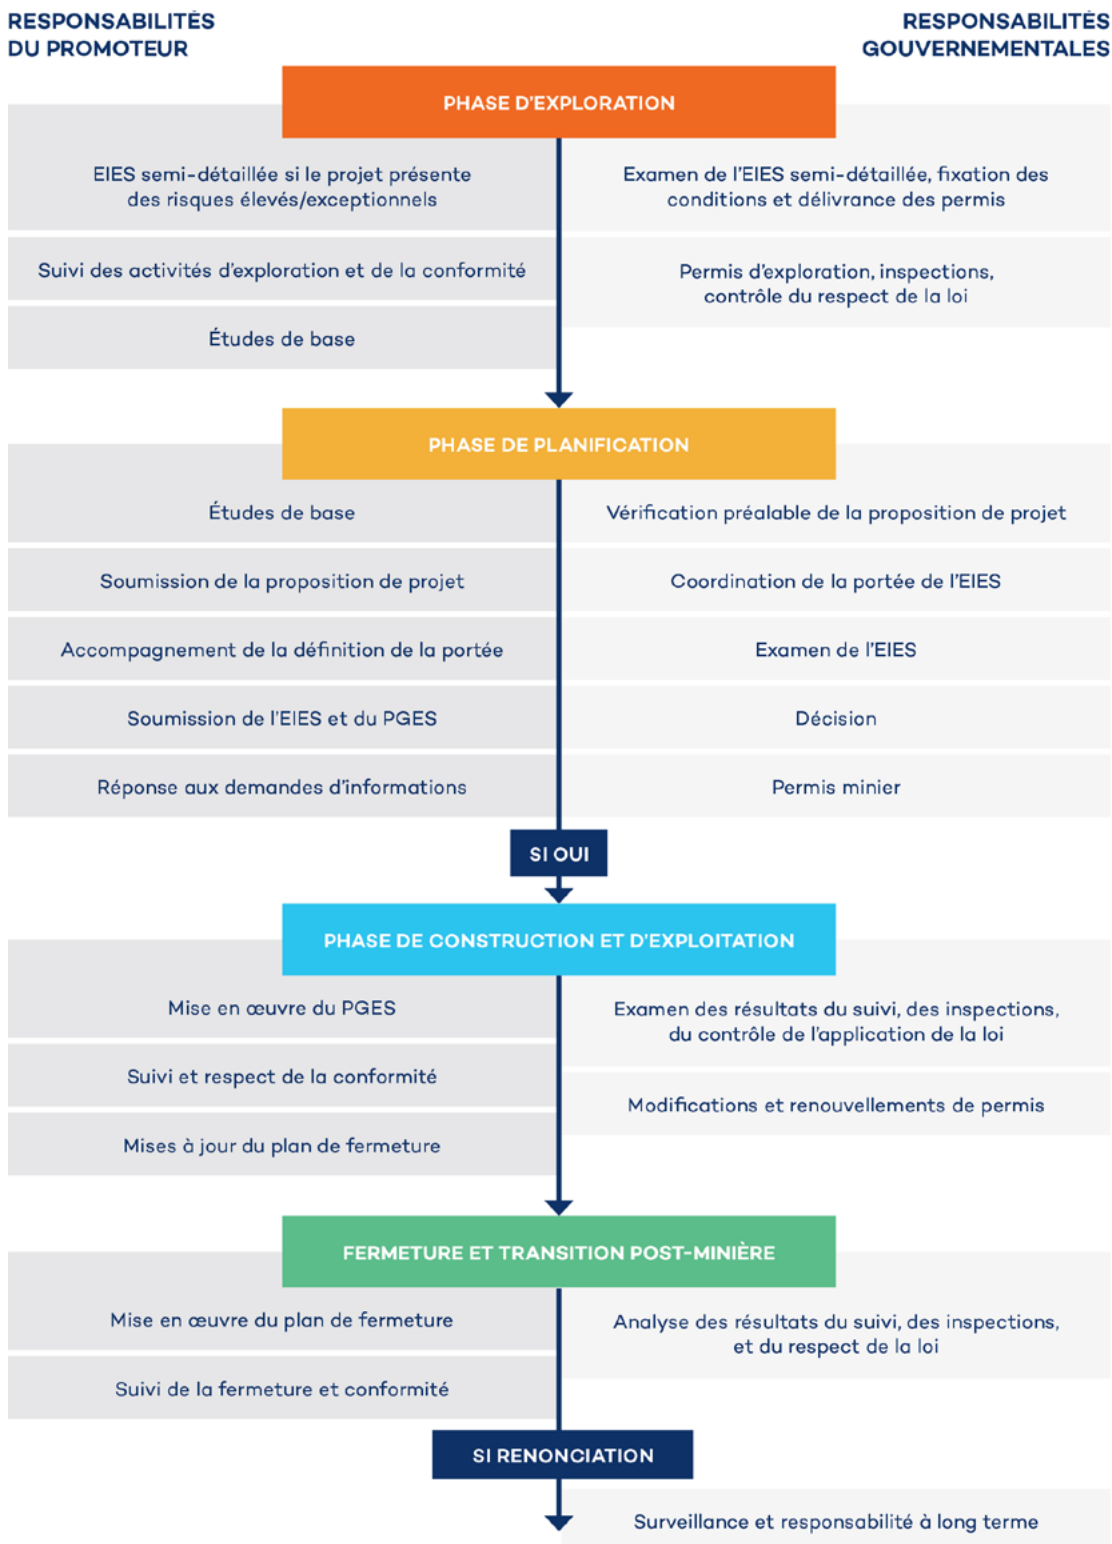 RESPONSABILITÉS
DU PROMOTEUR
RESPONSABILITÉS
GOUVERNEMENTALES
PHASE D'EXPLORATION
EIES semi-détaillée si le projet présente
des risques élevés/exceptionnels
Examen de l'EIES semi-détaillée, fixation des
conditions et délivrance des permis
Suivi des activités d'exploration et de la conformité
Permis d'exploration, inspections,
contrôle du respect de la loi
Études de base
PHASE DE PLANIFICATION
Études de base
Vérification préalable de la proposition de projet
Soumission de la proposition de projet
Coordination de la portée de l'EIES
Accompagnement de la définition de la portée
Examen de l'EIES
Soumission de l'EIES et du PGES
Décision
Réponse aux demandes d'informations
Permis minier
SI OUI
PHASE DE CONSTRUCTION ET D'EXPLOITATION
Mise en œuvre du PGES
Examen des résultats du suivi, des inspections,
du contrôle de l'application de la loi
Suivi et respect de la conformité
Modifications et renouvellements de permis
Mises à jour du plan de fermeture
FERMETURE ET TRANSITION POST-MINIÈRE
Mise en œuvre du plan de fermeture
Analyse des résultats du suivi, des inspections,
et du respect de la loi
Suivi de la fermeture et conformité
SI RENONCIATION
Surveillance et responsabilité à long terme